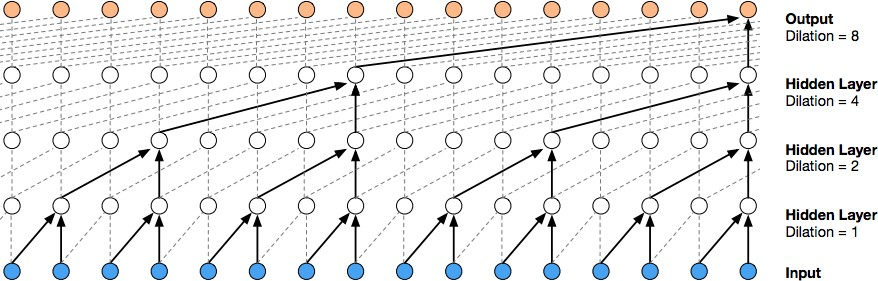 Output
Dilation = 8
Hidden Layer
Dilation = 4
Hidden Layer
Dilation = 2
Hidden Layer
Dilation = 1
Input